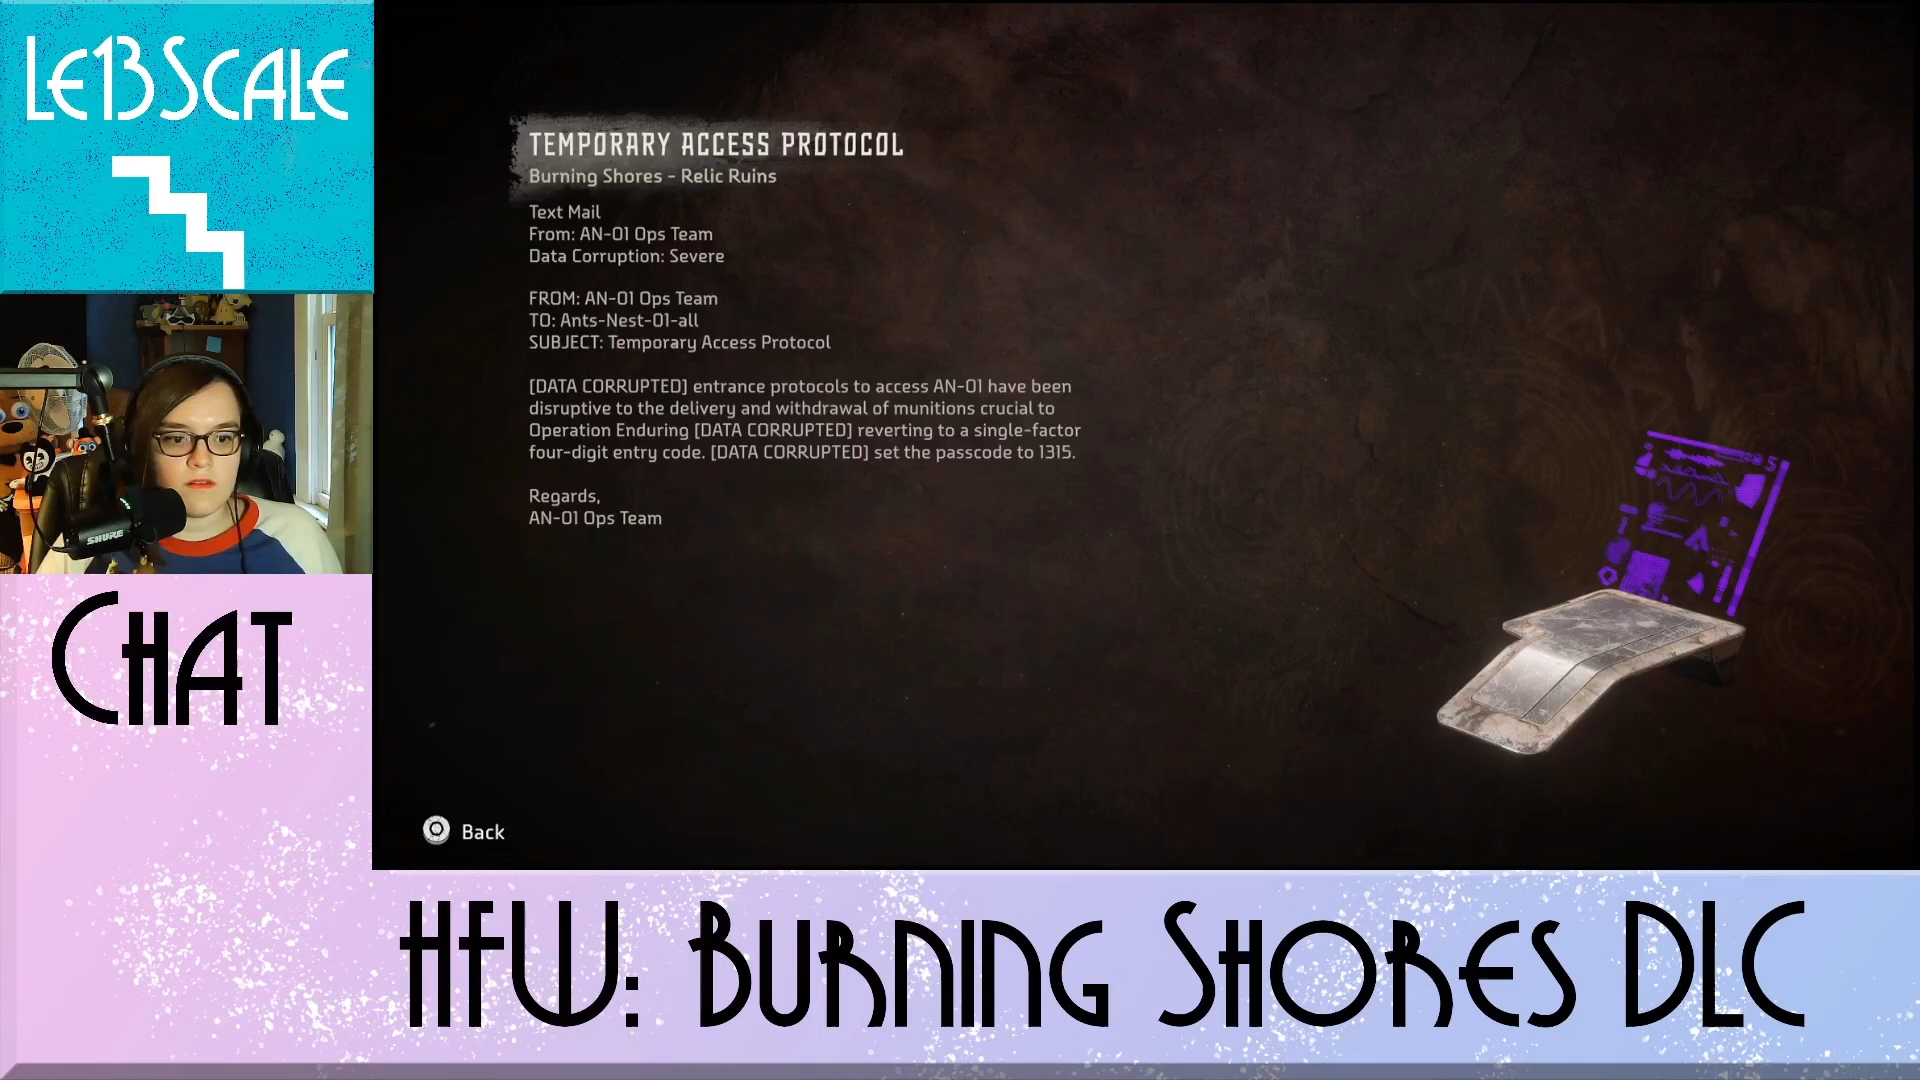 LE13SCALE
TEMPORARY ACCESS PROTOCOL
Burning Shores - Relic Ruins
Text Mail
From: AN-01 Ops Team
Data Corruption: Severe
FROM: AN-01 Ops Team
TO: Ants-Nest-01-all
SUBJECT: Temporary Access Protocol
[DATA CORRUPTED] entrance protocols to access AN-01 have been
disruptive to the delivery and withdrawal of munitions crucial to
Operation Enduring [DATA CORRUPTED] reverting to a single-factor
four-digit entry code. [DATA CORRUPTED] set the passcode to 1315.
Regards,
AN-01 Ops Team
SHURE
CHAT
Back
HFW: BURNING SHORES DLC